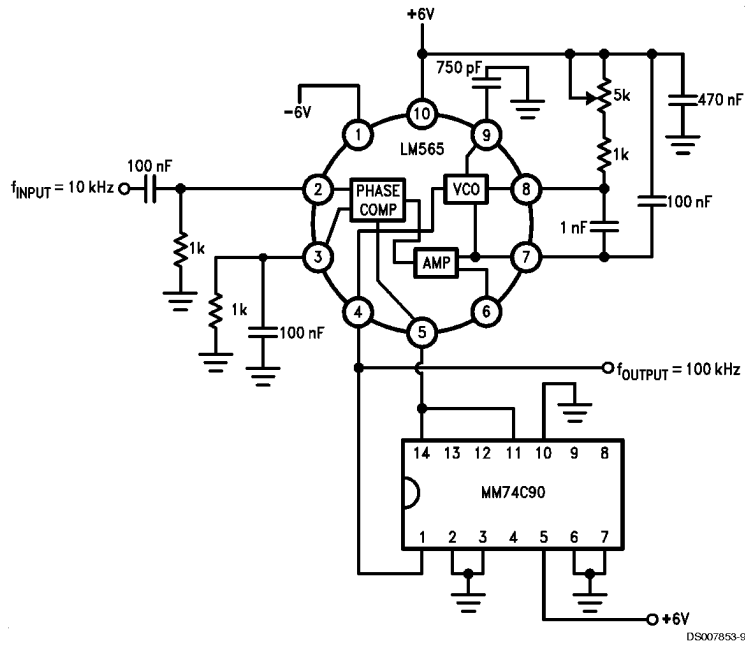 +6V
750 pF
-6V
10
1
9
5k
470 nF
LM565
100 nF
1k
fINPUT = 10 kHz
2
PHASE
COMP
VCO
8
100 nF
1 nF
1k
3
AMP
7
1k
100 nF
4
6
5
fOUTPUT = 100 kHz
14 13 12 11 10 9 8
MM74C90
1 2 3 4 5 6 7
+6V
DS007853-9